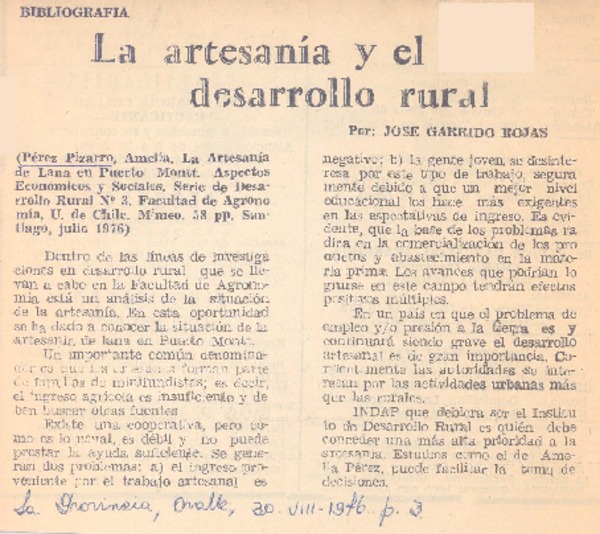 BIBLIOGRAFIA
La artesanía y el
desarrollo rural
Por: JOSE GARRIDO ROJAS
(Pérez Pizarro, Amelia, La Artesanía
de Lana en Puerto Montt. Aspectos
Económicos y Sociales. Serie de Desa-
rrollo Rural Nº 3, Facultad de Agrono-
mía, U. de Chile. Mimeo. 58 pp. San-
tiago, julio 1976)
Dentro de las líneas de investiga
ciones en desarrollo rural que se lle-
van a cabo en la Facultad de Agrono-
mía está un análisis de la situación
de la artesanía. En esta oportunidad
se ha dado a conocer la situación de la
artesanía de lana en Puerto Montt.
Un importante común denomina-
dor es que los artesanos forman parte
de familias de minifundistas; es decir,
el ingreso agrícola es insuficiente y de-
ben buscar otras fuentes
Existe una cooperativa, pero co-
mo es lo usual, es débil y no puede
prestar la ayuda suficiente. Se gene-
ran dos problemas: a) el ingreso pro-
veniente por el trabajo artesanal es
negativo; b) la gente joven, se desinte-
resa por este tipo de trabajo, segura
mente debido a que un mejor nivel
educacional los hace más exigentes
en las espectativas de ingreso. Es evi-
dente, que la base de los problemas ra
dica en la comercialización de los pro
ductos y abastecimiento en la mate-
ria prima. Los avances que podrían lo
grarse en este campo tendrán efectos
positivos múltiples.
En un país en que el problema de
empleo y/o presión a la tierra es y
continuará siendo grave el desarrollo
artesanal es de gran importancia. Co-
rrientemente las autoridades se inte-
resan por las actividades urbanas más
que las rurales.
INDAP que debiera ser el Institu
to de Desarrollo Rural es quién debe
conceder una más alta prioridad a la
artesanía. Estudios como el de Ame-
lia Pérez, puede facilitar la toma de
decisiones.
La Provincia, Ovalle, 20-VIII-1976 p. 3